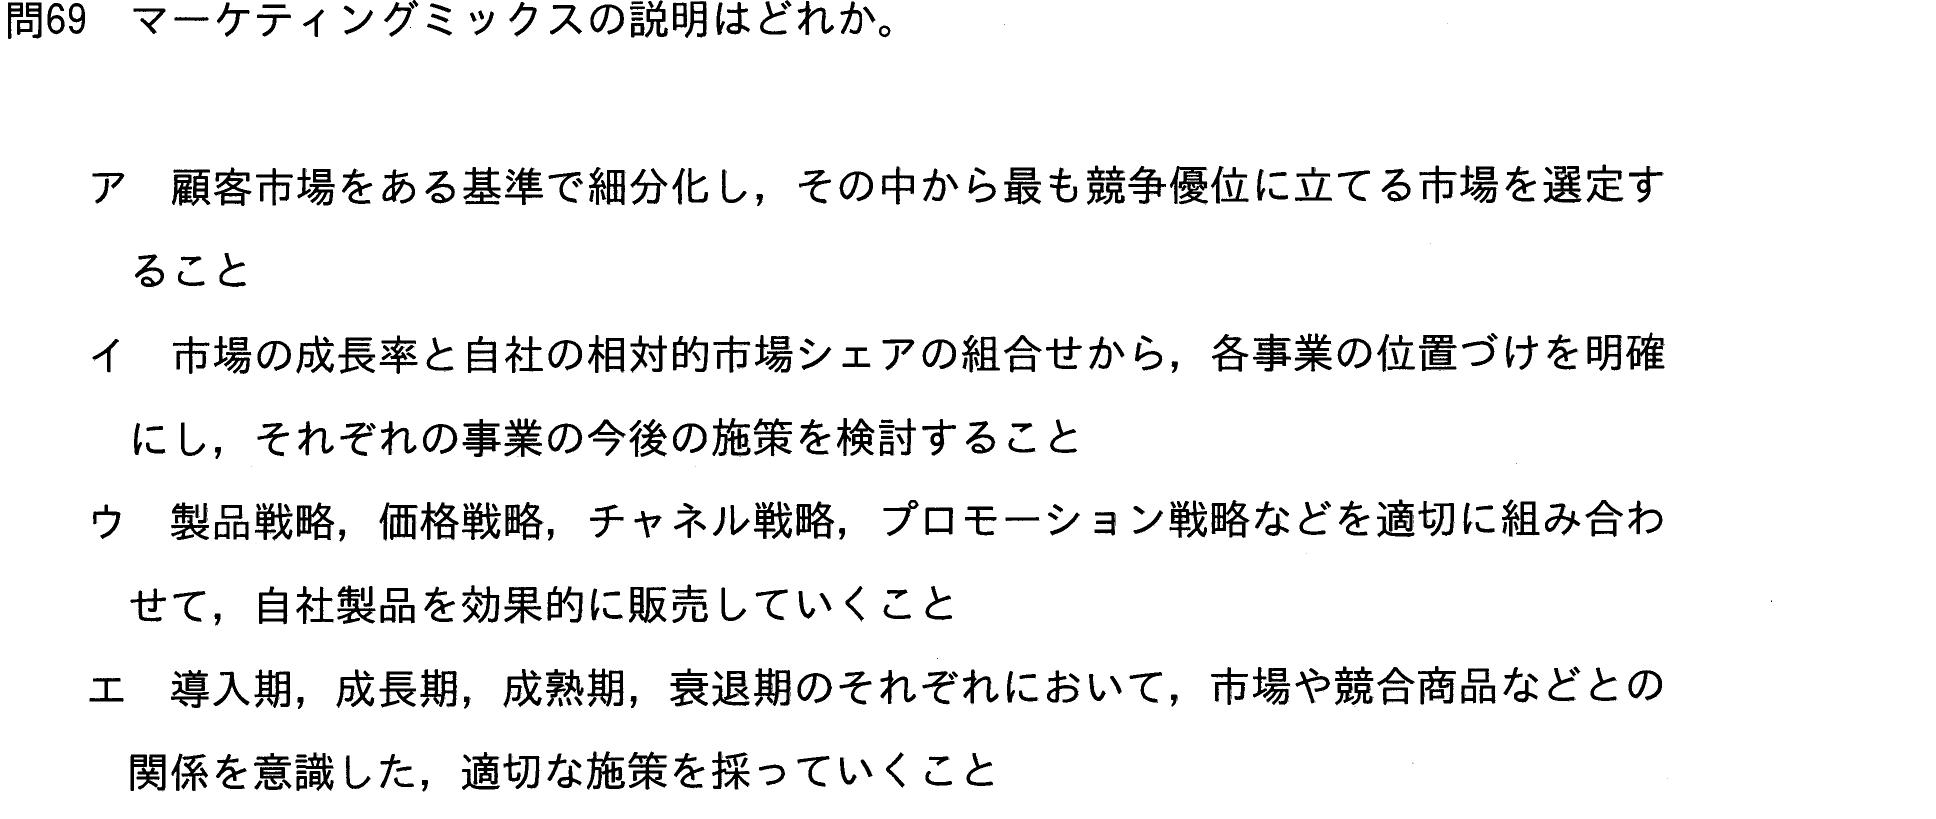 問69　マーケティングミックスの説明はどれか。
ア　顧客市場をある基準で細分化し，その中から最も競争優位に立てる市場を選定す
ること
イ　市場の成長率と自社の相対的市場シェアの組合せから，各事業の位置づけを明確
にし，それぞれの事業の今後の施策を検討すること
ウ　製品戦略，価格戦略，チャネル戦略，プロモーション戦略などを適切に組み合わ
せて，自社製品を効果的に販売していくこと
エ　導入期，成長期，成熟期，衰退期のそれぞれにおいて，市場や競合商品などとの
関係を意識した，適切な施策を採っていくこと